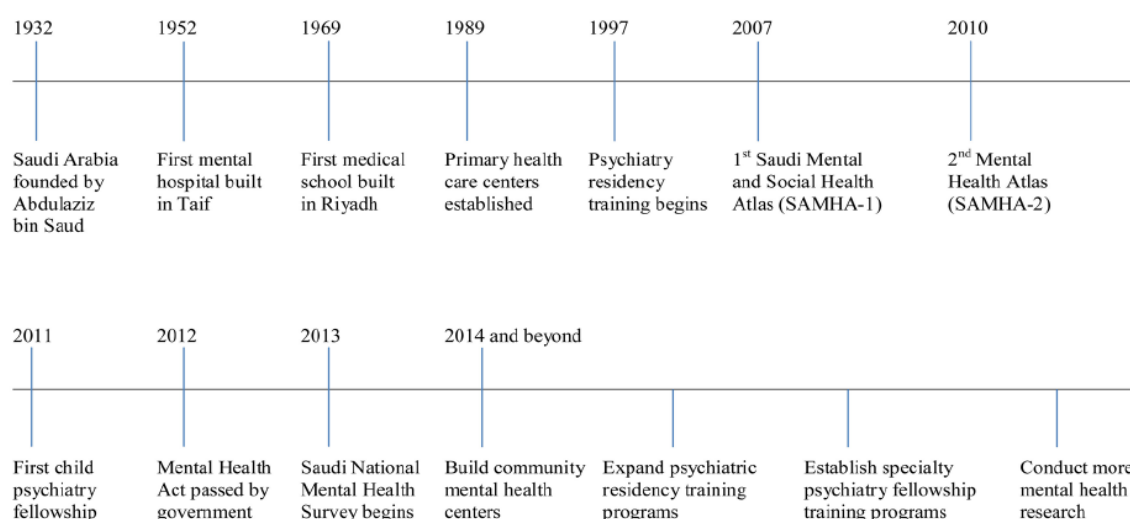 1932
1952
1969
1989
1997
2007
2010
Saudi Arabia
founded by
Abdulaziz
bin Saud
First mental
hospital built
in Taif
First medical
school built
in Riyadh
Primary health
care centers
established
Psychiatry
residency
training begins
1st Saudi Mental
and Social Health
Atlas (SAMHA-1)
2nd Mental
Health Atlas
(SAMHA-2)
2011
2012
2013
2014 and beyond
First child
psychiatry
fellowship
Mental Health
Act passed by
government
Saudi National
Mental Health
Survey begins
Build community
mental health
centers
Expand psychiatric
residency training
programs
Establish specialty
psychiatry fellowship
training programs
Conduct more
mental health
research